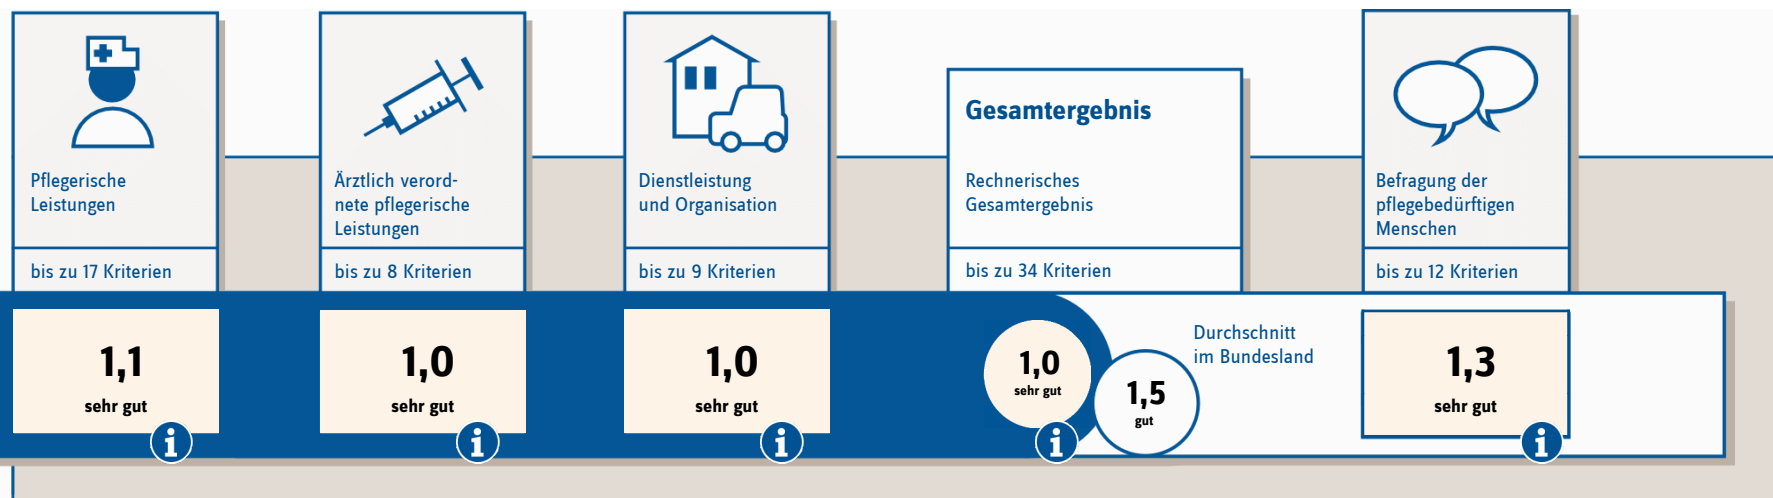 Pflegerische
Leistungen
bis zu 17 Kriterien
1,1
sehr gut
i
Ärztlich verord-
nete pflegerische
Leistungen
bis zu 8 Kriterien
1,0
sehr gut
i
Dienstleistung
und Organisation
bis zu 9 Kriterien
1,0
sehr gut
i
Gesamtergebnis
Rechnerisches
Gesamtergebnis
bis zu 34 Kriterien
1,0
sehr gut
i
1,5
gut
Durchschnitt
im Bundesland
Befragung der
pflegebedürftigen
Menschen
bis zu 12 Kriterien
1,3
sehr gut
i